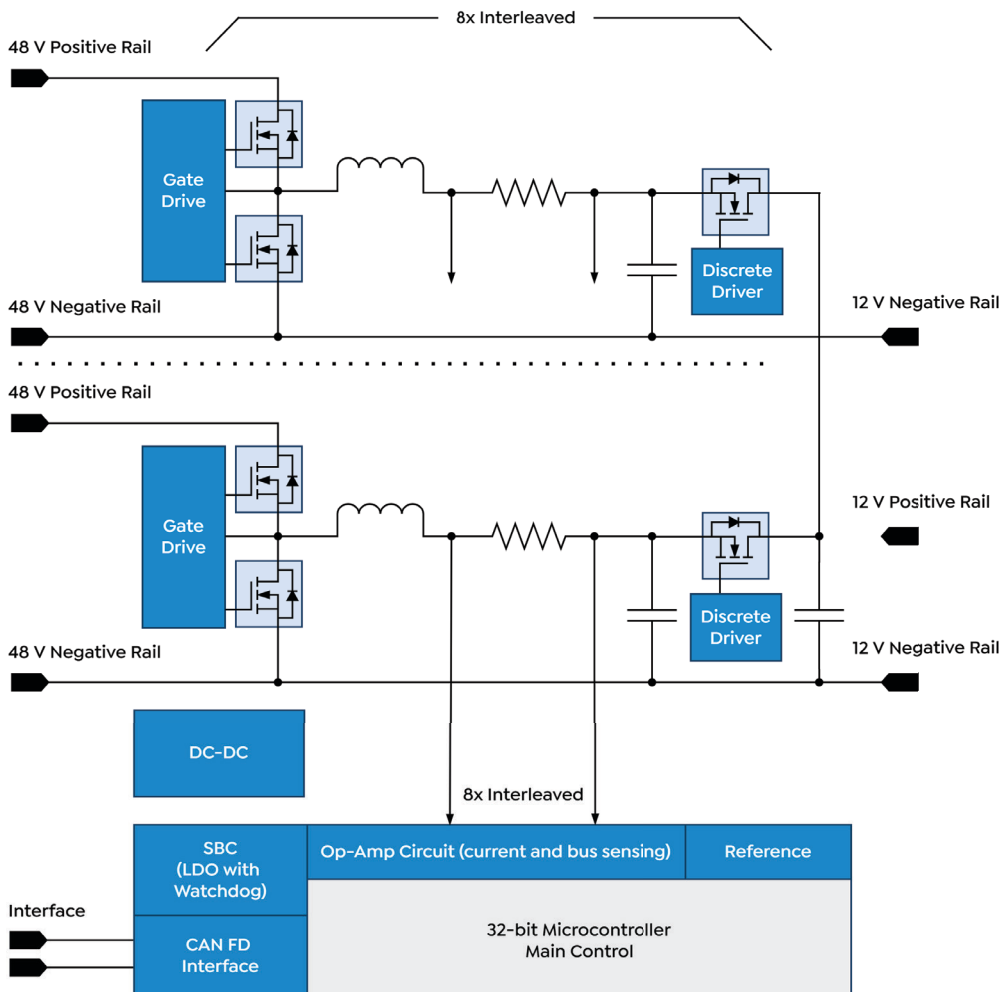 8x Interleaved
48 V Positive Rail
Gate
Drive
Discrete
Driver
48 V Negative Rail
12 V Negative Rail
48 V Positive Rail
Gate
Drive
12 V Positive Rail
Discrete
Driver
48 V Negative Rail
12 V Negative Rail
DC-DC
8x Interleaved
SBC
(LDO with
Watchdog)
Op-Amp Circuit (current and bus sensing)
Reference
Interface
CAN FD
Interface
32-bit Microcontroller
Main Control